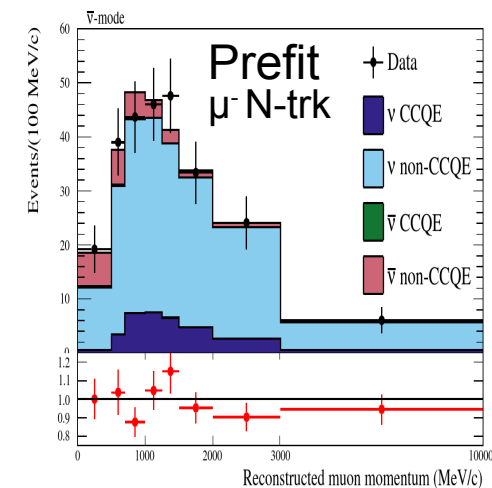 ν̄-mode
Prefit
μ⁻ N-trk
Data
ν CCQE
ν non-CCQE
ν̄ CCQE
ν̄ non-CCQE
Events/(100 MeV/c)
60
50
40
30
20
10
0
1.2
1.1
1.0
0.9
0.8
0 1000 2000 3000 10000
Reconstructed muon momentum (MeV/c)